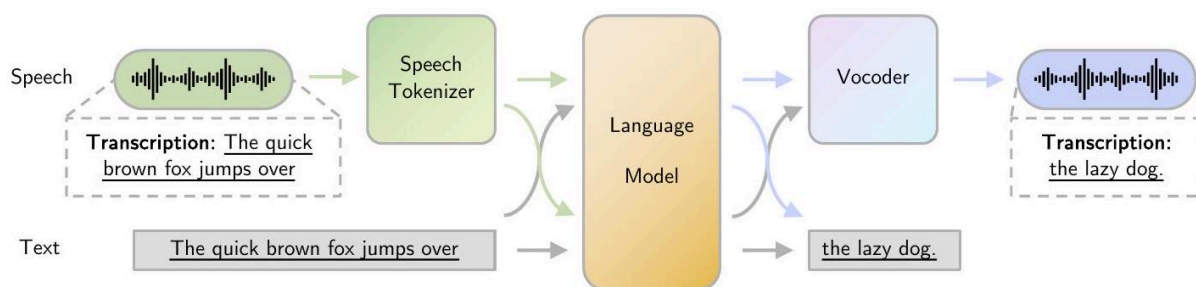 Speech
Transcription: The quick
brown fox jumps over
Speech
Tokenizer
Language
Model
Vocoder
Transcription:
the lazy dog.
Text
The quick brown fox jumps over
the lazy dog.